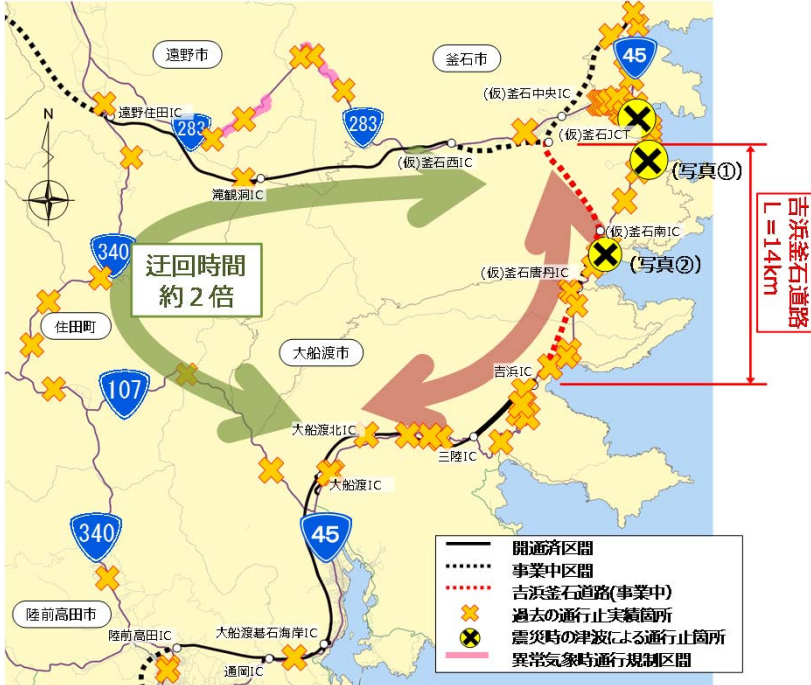 遠野市
釜石市
45
(仮)釜石中央IC
遠野住田IC
283
283
(仮)釜石JCT
N
(仮)釜石西IC
(写真①)
滝観洞IC
吉浜釜石道路
L=14km
340
迂回時間
約2倍
(仮)釜石南IC
(写真②)
(仮)釜石唐丹IC
住田町
大船渡市
吉浜IC
107
大船渡北IC
三陸IC
大船渡IC
340
45
開通済区間
事業中区間
吉浜釜石道路(事業中)
過去の通行止実績箇所
震災時の津波による通行止箇所
異常気象時通行規制区間
陸前高田市
陸前高田IC
大船渡碁石海岸IC
通岡IC